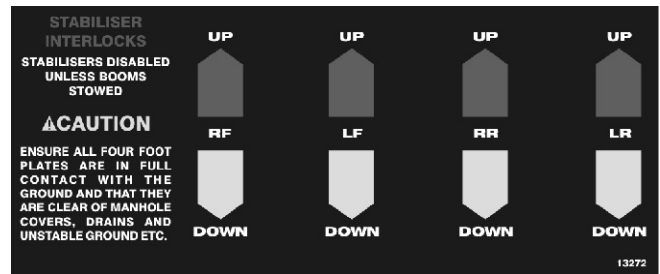 STABILISER
INTERLOCKS
STABILISERS DISABLED
UNLESS BOOMS
STOWED
⚠CAUTION
ENSURE ALL FOUR FOOT
PLATES ARE IN FULL
CONTACT WITH THE
GROUND AND THAT THEY
ARE CLEAR OF MANHOLE
COVERS, DRAINS AND
UNSTABLE GROUND ETC.
UP UP UP UP
RF LF RR LR
DOWN DOWN DOWN DOWN
13272